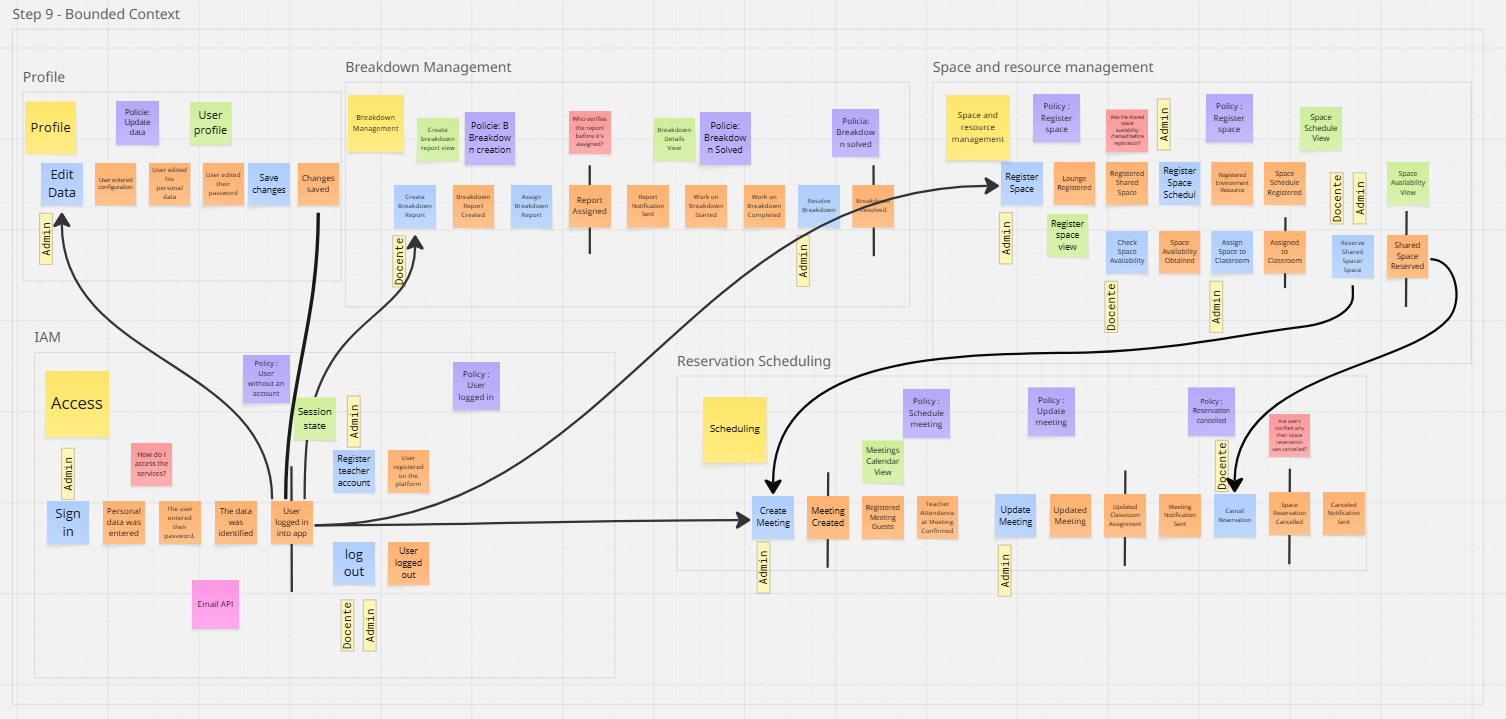 Step 9 - Bounded Context
Profile
Profile
Policie:
Update
data
User
profile
Edit
Data
User entered
configuration
User edited
his
personal
data
User edited
their
password
Save
changes
Changes
saved
Admin
Breakdown Management
Breakdown
Management
Create
breakdown
report view
Policie: B
Breakdow
n creation
Who verifies
the report
before it's
assigned?
Breakdown
Details
View
Policie:
Breakdow
n Solved
Policía:
Breakdow
n solved
Create
Breakdown
Report
Breakdown
Report
Created
Assign
Breakdown
Report
Report
Assigned
Report
Notification
Sent
Work on
Breakdown
Started
Work on
Breakdown
Completed
Resolve
Breakdown
Breakdown
Resolved
Docente
Admin
Space and resource management
Space and
resource
management
Policy :
Register
space
Was the shared
space
availability
checked before
registration?
Admin
Policy :
Register
space
Space
Schedule
View
Register
Space
Lounge
Registered
Registered
Shared
Space
Register
Space
Schedul
Registered
Environment
Resource
Space
Schedule
Registered
Docente
Admin
Space
Availability
View
Admin
Register
space
view
Check
Space
Availability
Space
Availability
Obtained
Assign
Space to
Classroom
Assigned
to
Classroom
Reserve
Shared
Space/
Space
Shared
Space
Reserved
Docente
Admin
IAM
Access
Policy :
User
without an
account
Policy :
User
logged in
Session
state
Admin
Admin
How do I
access the
services?
Register
teacher
account
User
registered
on the
platform
Sign
in
Personal
data was
entered
The user
entered
their
password.
The data
was
identified
User
logged in
into app
log
out
User
logged
out
Email API
Docente
Admin
Reservation Scheduling
Scheduling
Policy :
Schedule
meeting
Meetings
Calendar
View
Policy :
Update
meeting
Policy :
Reservation
cancelled
Docente
Are users
notified why
their space
reservation
was cancelled?
Create
Meeting
Meeting
Created
Registered
Meeting
Guests
Teacher
Attendance
at Meeting
Confirmed
Update
Meeting
Updated
Meeting
Updated
Classroom
Assignment
Meeting
Notification
Sent
Cancel
Reservation
Space
Reservation
Cancelled
Canceled
Notification
Sent
Admin
Admin